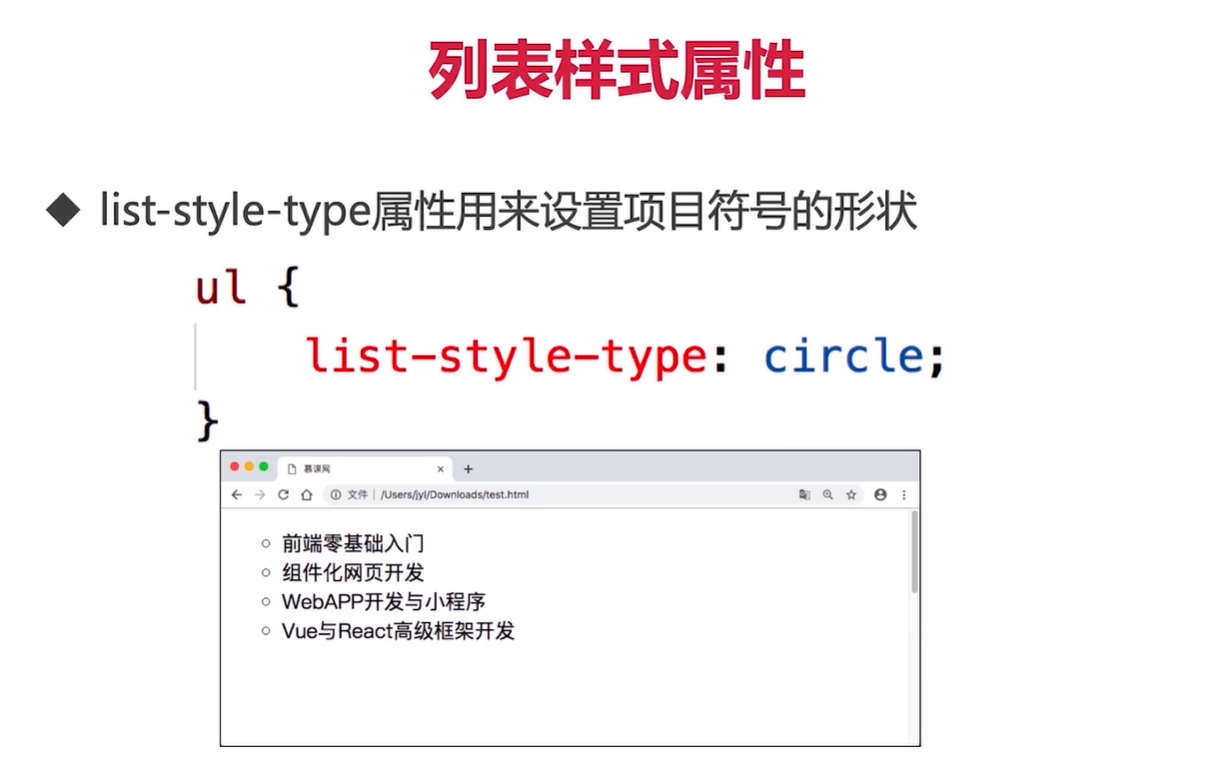 列表样式属性
list-style-type属性用来设置项目符号的形状
ul {
list-style-type: circle;
}
慕课网
文件 | /Users/jyl/Downloads/test.html
前端零基础入门
组件化网页开发
WebAPP开发与小程序
Vue与React高级框架开发